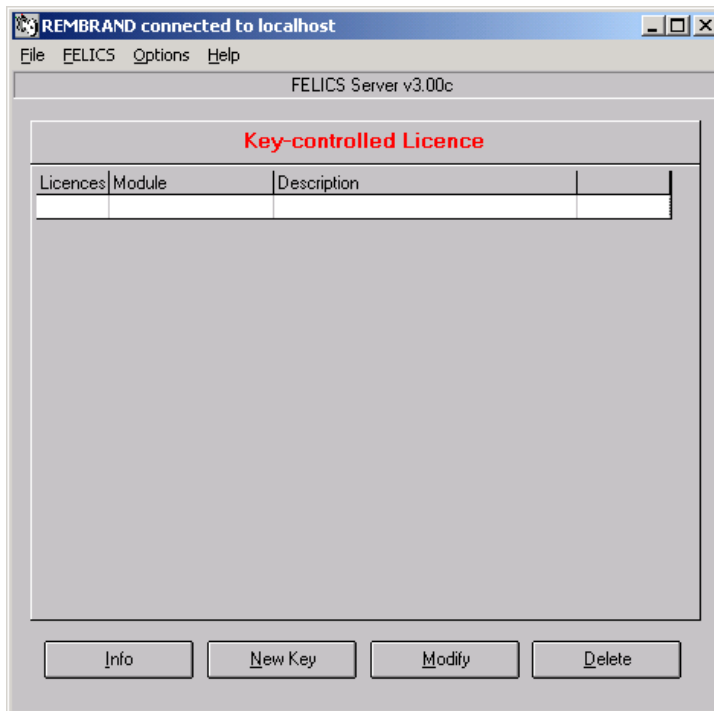 REMBRAND connected to localhost
File FELICS Options Help
FELICS Server v3.00c
Key-controlled Licence
Licences Module Description
Info New Key Modify Delete